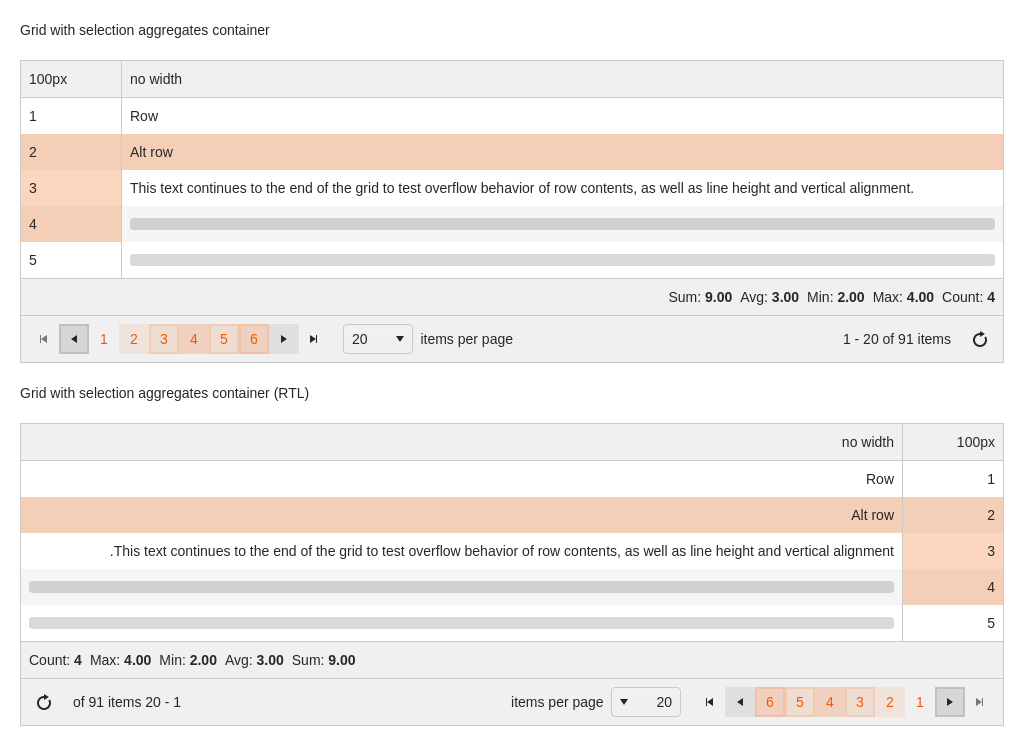 Grid with selection aggregates container
100px no width
1 Row
2 Alt row
3 This text continues to the end of the grid to test overflow behavior of row contents, as well as line height and vertical alignment.
4
5
Sum: 9.00 Avg: 3.00 Min: 2.00 Max: 4.00 Count: 4
1 2 3 4 5 6 20 items per page 1 - 20 of 91 items
Grid with selection aggregates container (RTL)
no width 100px
Row 1
Alt row 2
.This text continues to the end of the grid to test overflow behavior of row contents, as well as line height and vertical alignment 3
4
5
Count: 4 Max: 4.00 Min: 2.00 Avg: 3.00 Sum: 9.00
of 91 items 20 - 1 items per page 20 6 5 4 3 2 1